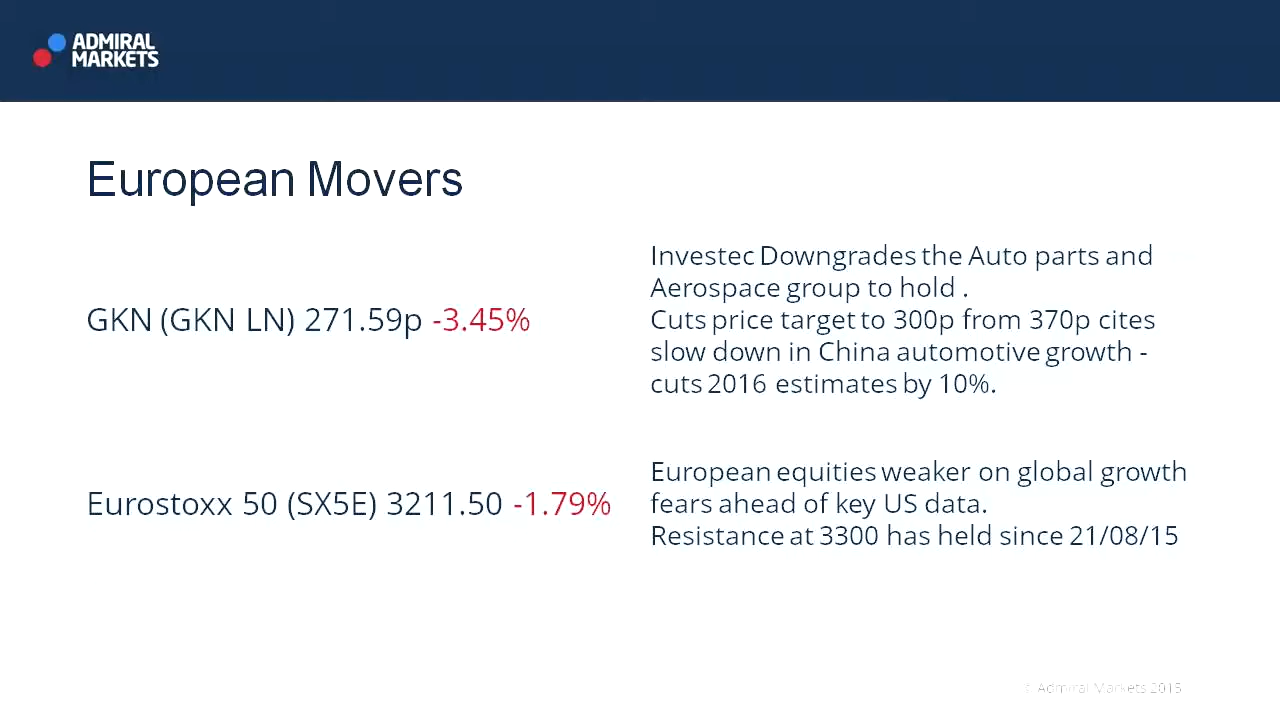 ADMIRAL
MARKETS
European Movers
GKN (GKN LN) 271.59p -3.45%
Investec Downgrades the Auto parts and
Aerospace group to hold .
Cuts price target to 300p from 370p cites
slow down in China automotive growth -
cuts 2016 estimates by 10%.
Eurostoxx 50 (SX5E) 3211.50 -1.79%
European equities weaker on global growth
fears ahead of key US data.
Resistance at 3300 has held since 21/08/15
© Admiral Markets 2015